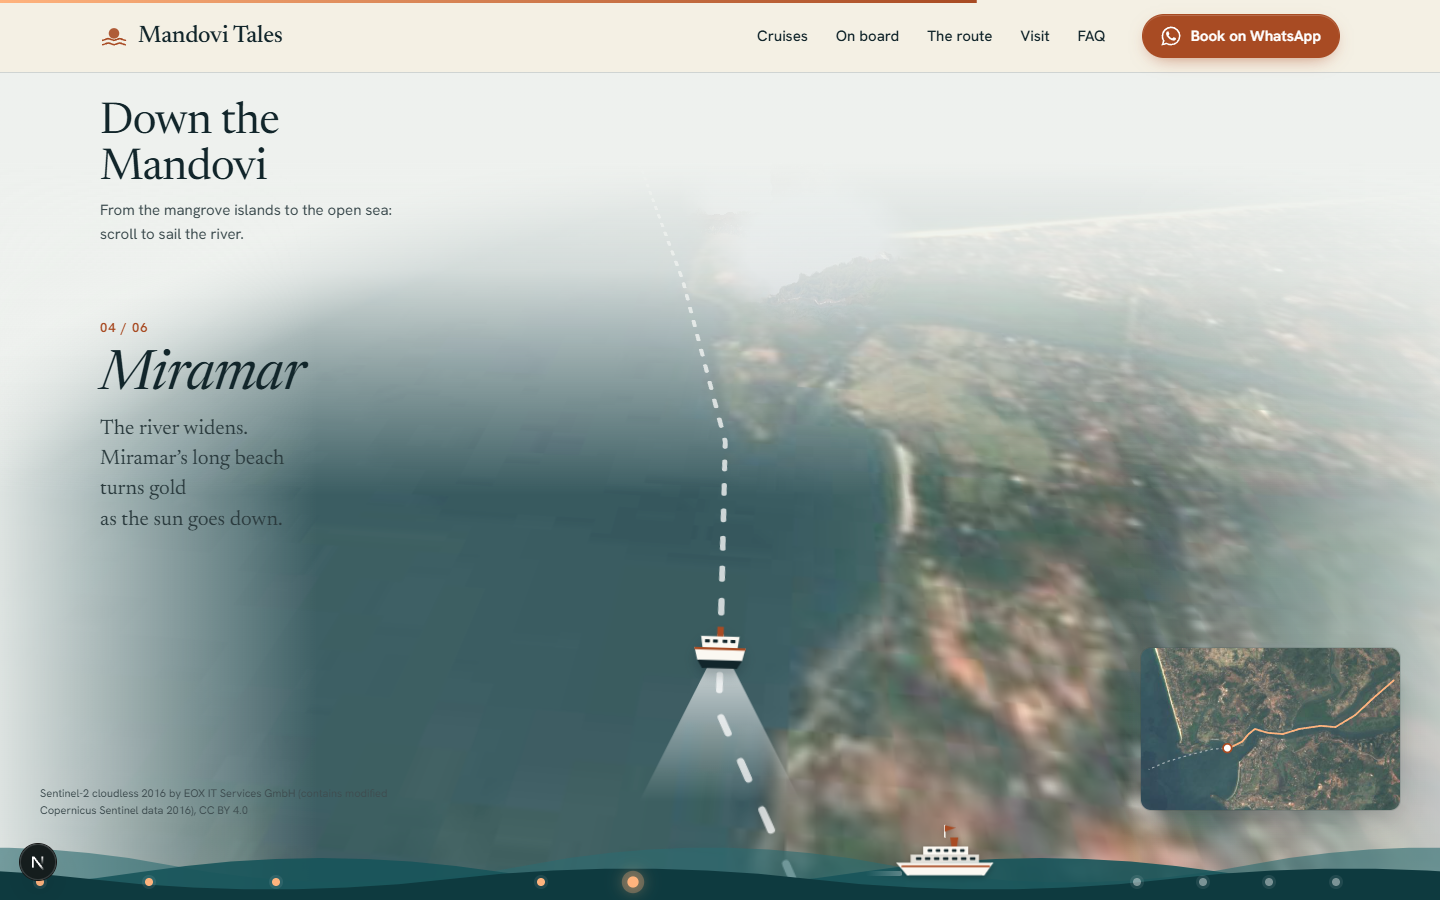 Mandovi Tales
Cruises
On board
The route
Visit
FAQ
Book on WhatsApp
Down the
Mandovi
From the mangrove islands to the open sea:
scroll to sail the river.
04 / 06
Miramar
The river widens.
Miramar’s long beach
turns gold
as the sun goes down.
Sentinel-2 cloudless 2016 by EOX IT Services GmbH (contains modified
Copernicus Sentinel data 2016), CC BY 4.0
N